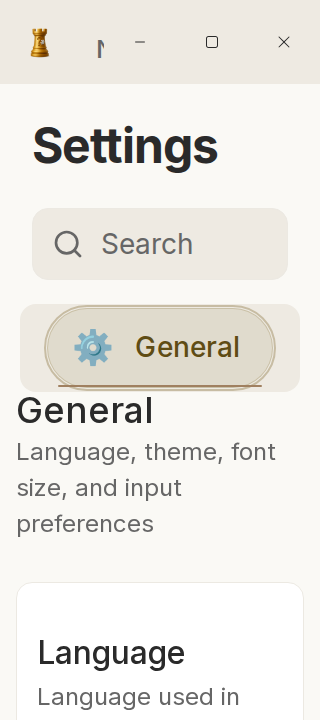 Settings
Search
General
General
Language, theme, font
size, and input
preferences
Language
Language used in